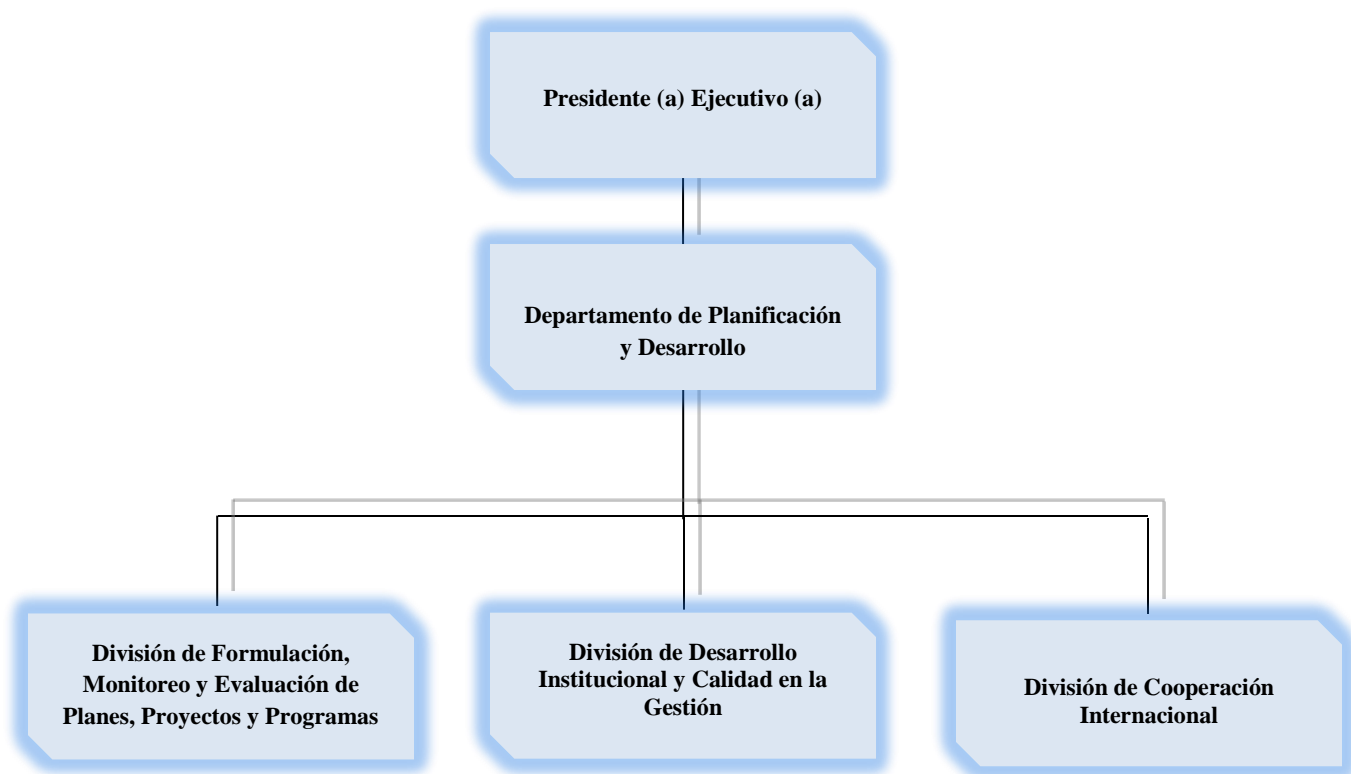 Presidente (a) Ejecutivo (a)
Departamento de Planificación
y Desarrollo
División de Formulación,
Monitoreo y Evaluación de
Planes, Proyectos y Programas
División de Desarrollo
Institucional y Calidad en la
Gestión
División de Cooperación
Internacional